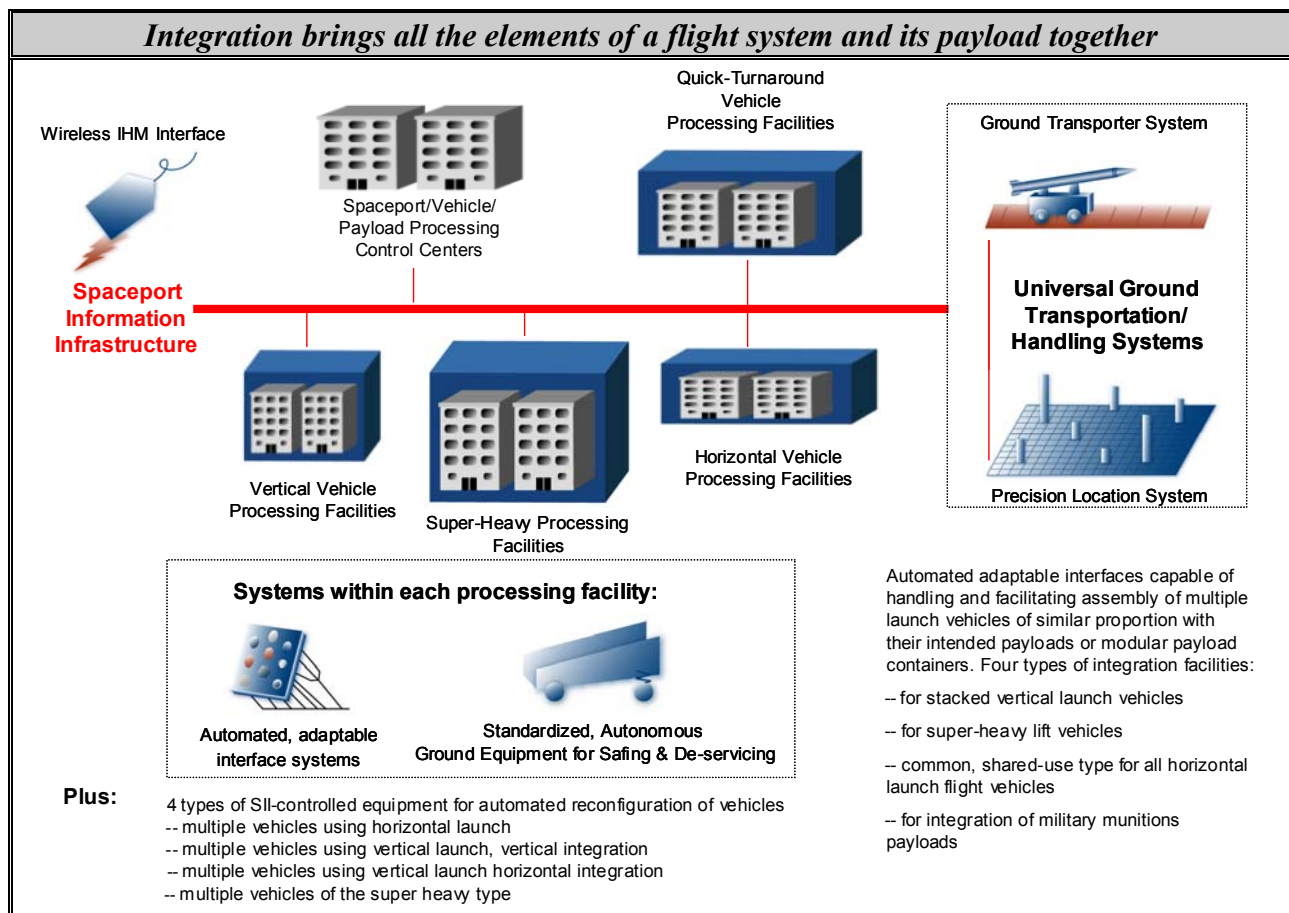 Integration brings all the elements of a flight system and its payload together
Wireless IHM Interface
Spaceport/Vehicle/
Payload Processing
Control Centers
Quick-Turnaround
Vehicle
Processing Facilities
Ground Transporter System
Spaceport
Information
Infrastructure
Universal Ground
Transportation/
Handling Systems
Vertical Vehicle
Processing Facilities
Super-Heavy Processing
Facilities
Horizontal Vehicle
Processing Facilities
Precision Location System
Systems within each processing facility:
Automated, adaptable
interface systems
Standardized, Autonomous
Ground Equipment for Safing & De-servicing
Automated adaptable interfaces capable of
handling and facilitating assembly of multiple
launch vehicles of similar proportion with
their intended payloads or modular payload
containers. Four types of integration facilities:
-- for stacked vertical launch vehicles
-- for super-heavy lift vehicles
-- common, shared-use type for all horizontal
launch flight vehicles
-- for integration of military munitions
payloads
Plus:
4 types of SII-controlled equipment for automated reconfiguration of vehicles
-- multiple vehicles using horizontal launch
-- multiple vehicles using vertical launch, vertical integration
-- multiple vehicles using vertical launch horizontal integration
-- multiple vehicles of the super heavy type